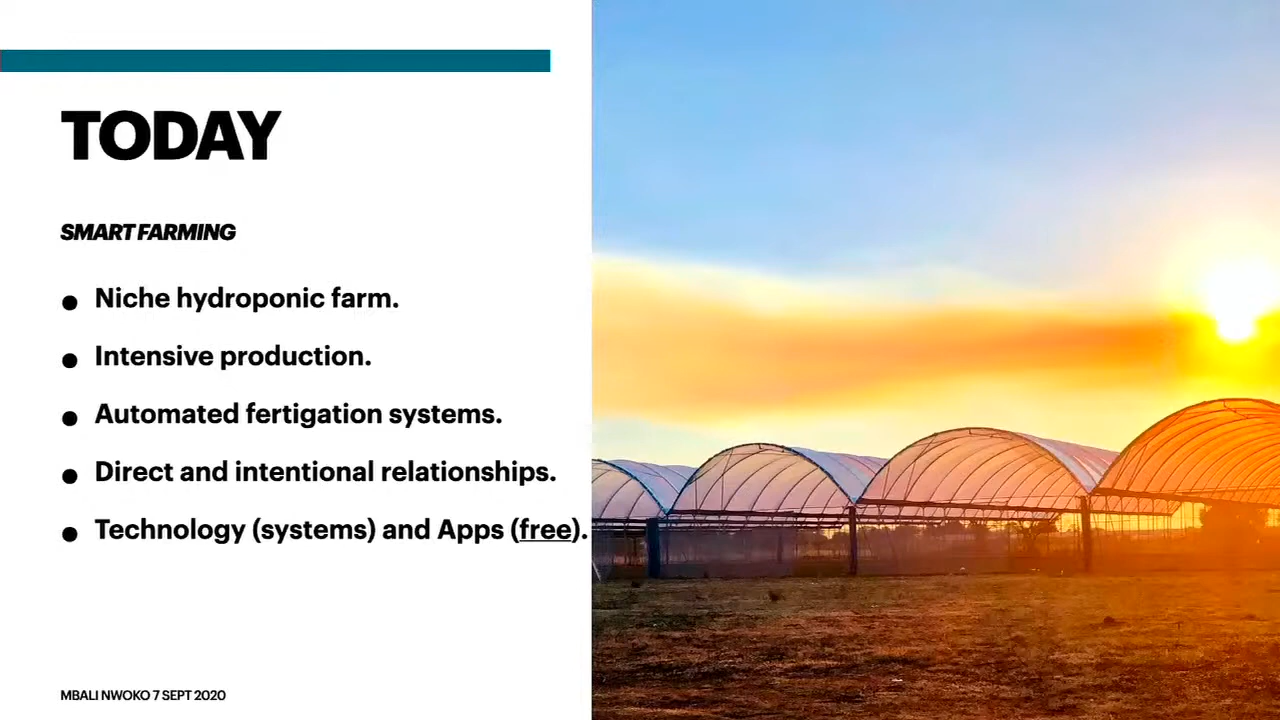 TODAY
SMART FARMING
● Niche hydroponic farm.
● Intensive production.
● Automated fertigation systems.
● Direct and intentional relationships.
● Technology (systems) and Apps (free).
MBALI NWOKO 7 SEPT 2020